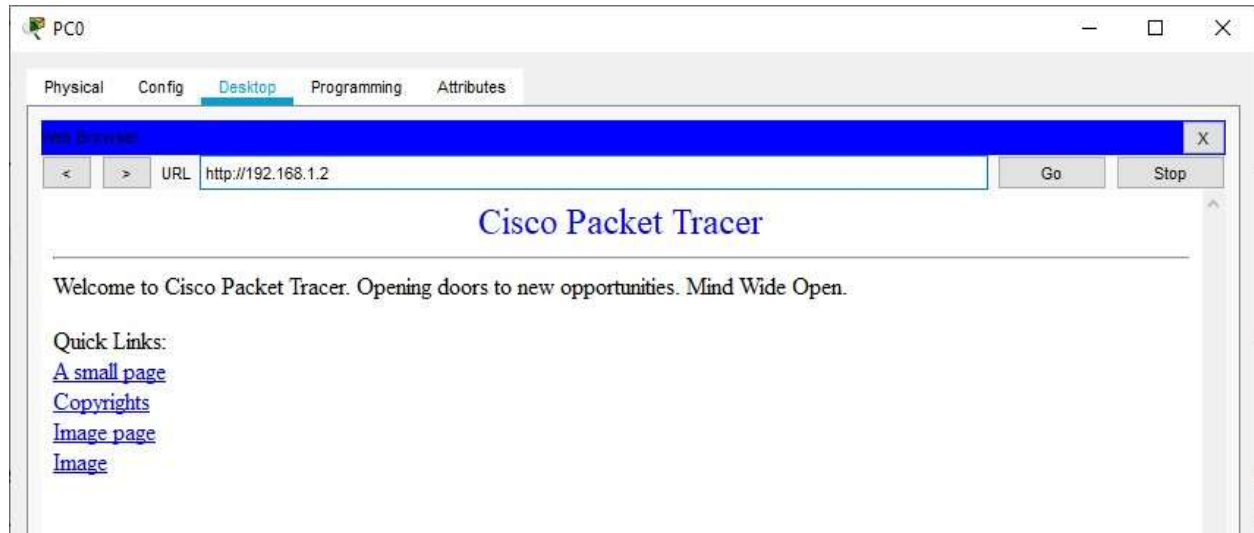 PC0
Physical Config Desktop Programming Attributes
Web Browser
X
< > URL http://192.168.1.2 Go Stop
Cisco Packet Tracer
Welcome to Cisco Packet Tracer. Opening doors to new opportunities. Mind Wide Open.
Quick Links:
A small page
Copyrights
Image page
Image